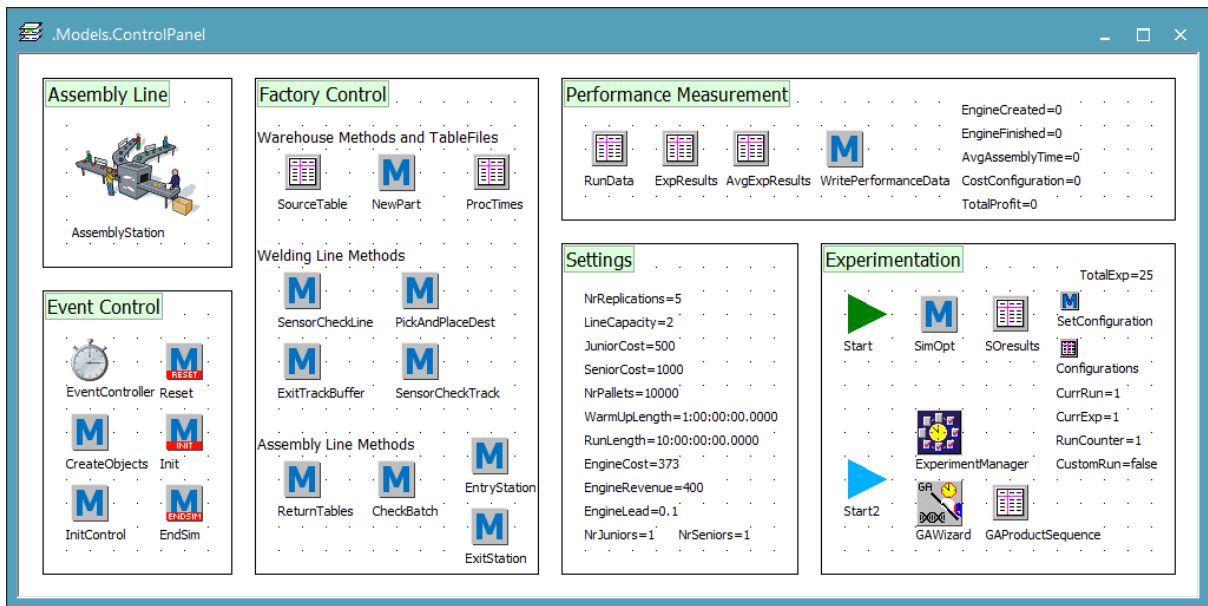 .Models.ControlPanel
Assembly Line
AssemblyStation
Event Control
EventController
RESET
Reset
M
CreateObjects
M
INIT
Init
M
InitControl
M
ENDSIM
EndSim
Factory Control
Warehouse Methods and TableFiles
SourceTable
M
NewPart
ProcTimes
Welding Line Methods
M
SensorCheckLine
M
PickAndPlaceDest
M
ExitTrackBuffer
M
SensorCheckTrack
Assembly Line Methods
M
ReturnTables
M
CheckBatch
M
EntryStation
M
ExitStation
Performance Measurement
RunData
ExpResults
AvgExpResults
M
WritePerformanceData
EngineCreated=0
EngineFinished=0
AvgAssemblyTime=0
CostConfiguration=0
TotalProfit=0
Settings
NrReplications=5
LineCapacity=2
JuniorCost=500
SeniorCost=1000
NrPallets=10000
WarmUpLength=1:00:00:00.0000
RunLength=10:00:00:00.0000
EngineCost=373
EngineRevenue=400
EngineLead=0.1
NrJuniors=1 NrSeniors=1
Experimentation
Start
M
SimOpt
SOresults
TotalExp=25
M
SetConfiguration
Configurations
CurrRun=1
CurrExp=1
RunCounter=1
CustomRun=false
ExperimentManager
Start2
GA
GAWizard
GAProductSequence